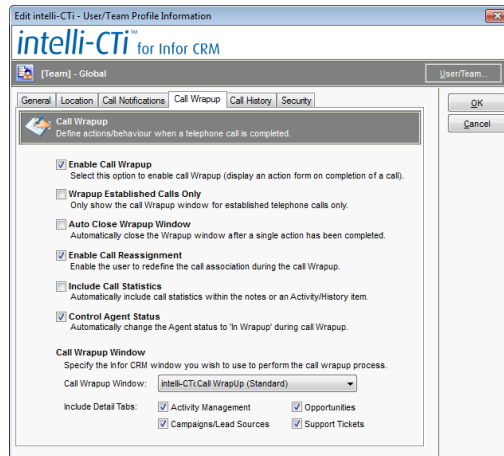 Edit intelli-CTi - User/Team Profile Information
intelli-CTi™ for Infor CRM
[Team] - Global
User/Team...
General Location Call Notifications Call Wrapup Call History Security
OK
Cancel
Call Wrapup
Define actions/behaviour when a telephone call is completed.
Enable Call Wrapup
Select this option to enable call Wrapup (display an action form on completion of a call).
Wrapup Established Calls Only
Only show the call Wrapup window for established telephone calls only.
Auto Close Wrapup Window
Automatically close the Wrapup window after a single action has been completed.
Enable Call Reassignment
Enable the user to redefine the call association during the call Wrapup.
Include Call Statistics
Automatically include call statistics within the notes or an Activity/History item.
Control Agent Status
Automatically change the Agent status to 'In Wrapup' during call Wrapup.
Call Wrapup Window
Specify the Infor CRM window you wish to use to perform the call wrapup process.
Call Wrapup Window: intelli-CTi:Call WrapUp (Standard)
Include Detail Tabs: Activity Management Opportunities
Campaigns/Lead Sources Support Tickets